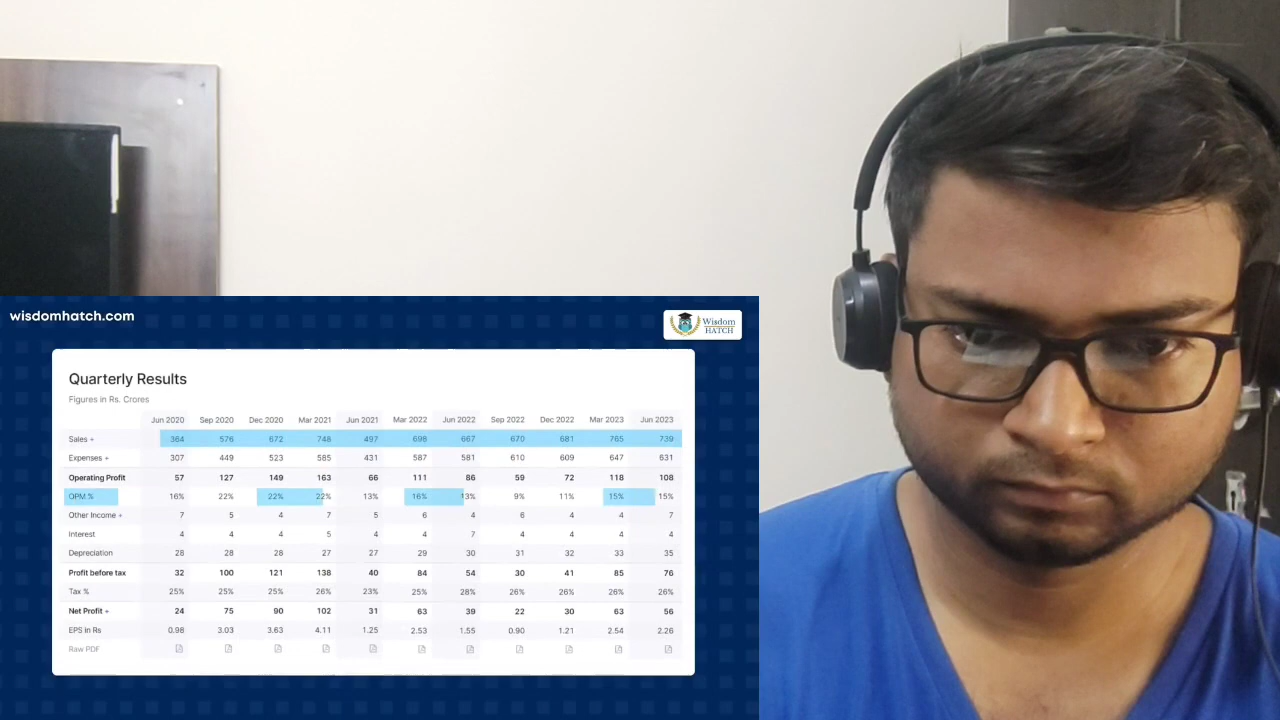 wisdomhatch.com
Wisdom
HATCH
Quarterly Results
Figures in Rs. Crores
Jun 2020 Sep 2020 Dec 2020 Mar 2021 Jun 2021 Mar 2022 Jun 2022 Sep 2022 Dec 2022 Mar 2023 Jun 2023
Sales + 364 576 672 748 497 698 667 670 681 765 739
Expenses + 307 449 523 585 431 587 581 610 609 647 631
Operating Profit 57 127 149 163 66 111 86 59 72 118 108
OPM % 16% 22% 22% 22% 13% 16% 13% 9% 11% 15% 15%
Other Income + 7 5 4 7 5 6 4 6 4 4 7
Interest 4 4 4 5 4 4 7 4 4 4 4
Depreciation 28 28 28 27 27 29 30 31 32 33 35
Profit before tax 32 100 121 138 40 84 54 30 41 85 76
Tax % 25% 25% 25% 26% 23% 25% 28% 26% 26% 26% 26%
Net Profit + 24 75 90 102 31 63 39 22 30 63 56
EPS in Rs 0.98 3.03 3.63 4.11 1.25 2.53 1.55 0.90 1.21 2.54 2.26
Raw PDF